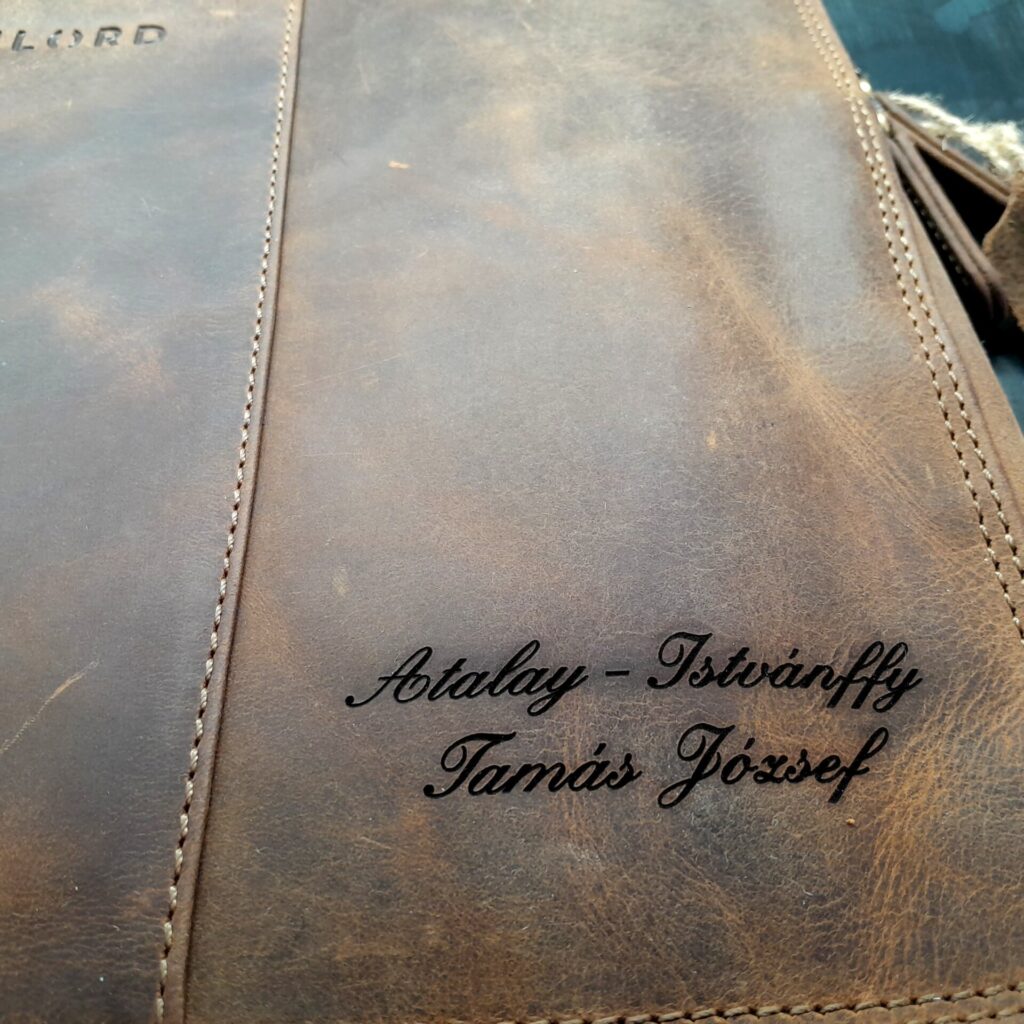 Atalay - Istvánffy
Tamás József